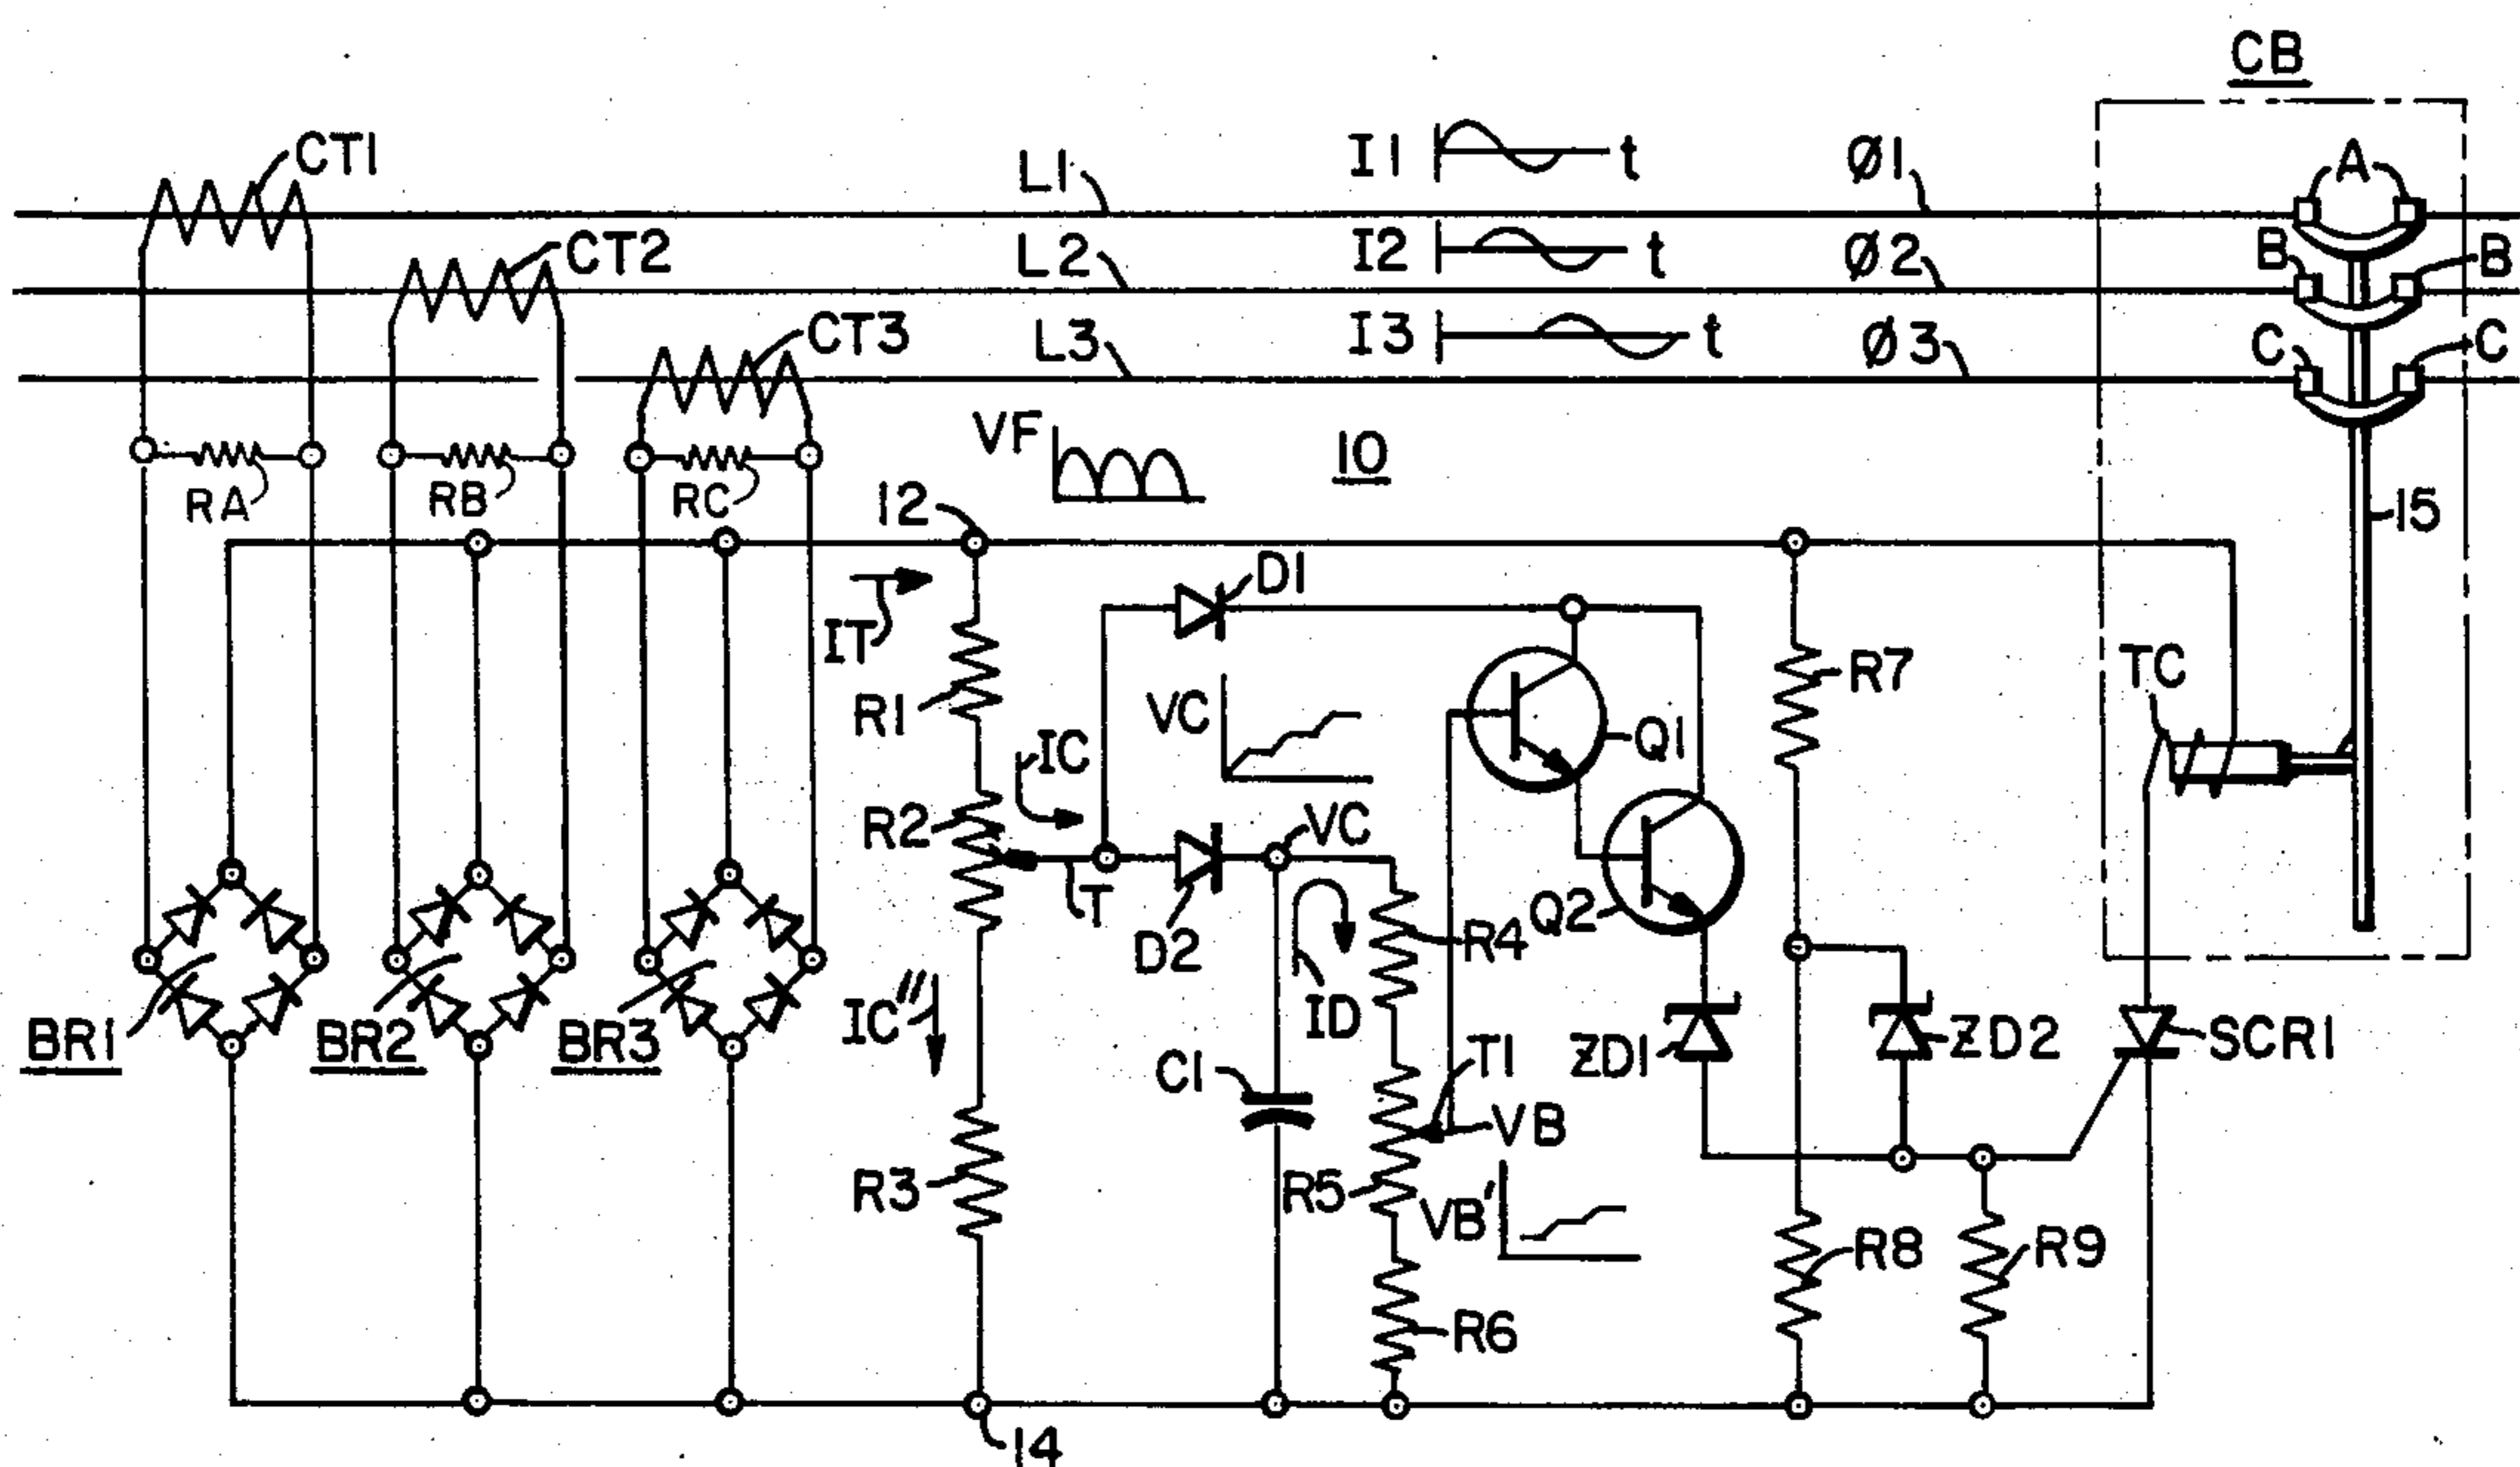 CB
CT1
L1
I1
t
Ø1
A
CT2
L2
I2
t
Ø2
B
B
CT3
L3
I3
t
Ø3
C
C
VF
10
RA
RB
RC
12
15
IT
D1
R1
VC
Q1
R7
TC
IC
R2
VC
T
D2
R4
Q2
BR1
BR2
BR3
IC"
ID
C1
T1
ZD1
ZD2
SCR1
VB
R3
R5
VB'
R8
R9
R6
14